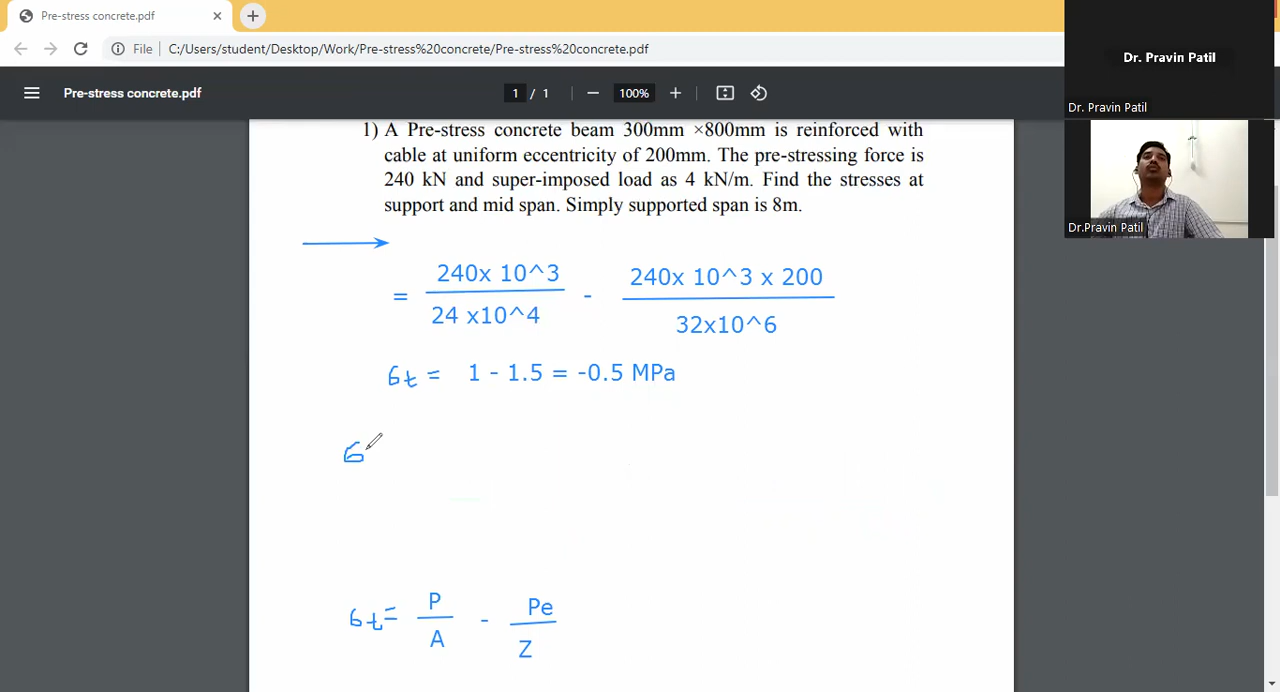 Pre-stress concrete.pdf
File C:/Users/student/Desktop/Work/Pre-stress%20concrete/Pre-stress%20concrete.pdf
Dr. Pravin Patil
Dr. Pravin Patil
Dr.Pravin Patil
Pre-stress concrete.pdf 1 / 1 100%
1) A Pre-stress concrete beam 300mm ×800mm is reinforced with
cable at uniform eccentricity of 200mm. The pre-stressing force is
240 kN and super-imposed load as 4 kN/m. Find the stresses at
support and mid span. Simply supported span is 8m.
240x 10^3 240x 10^3 x 200
= -
24 x10^4 32x10^6
6t = 1 - 1.5 = -0.5 MPa
6
P Pe
6t = -
A Z